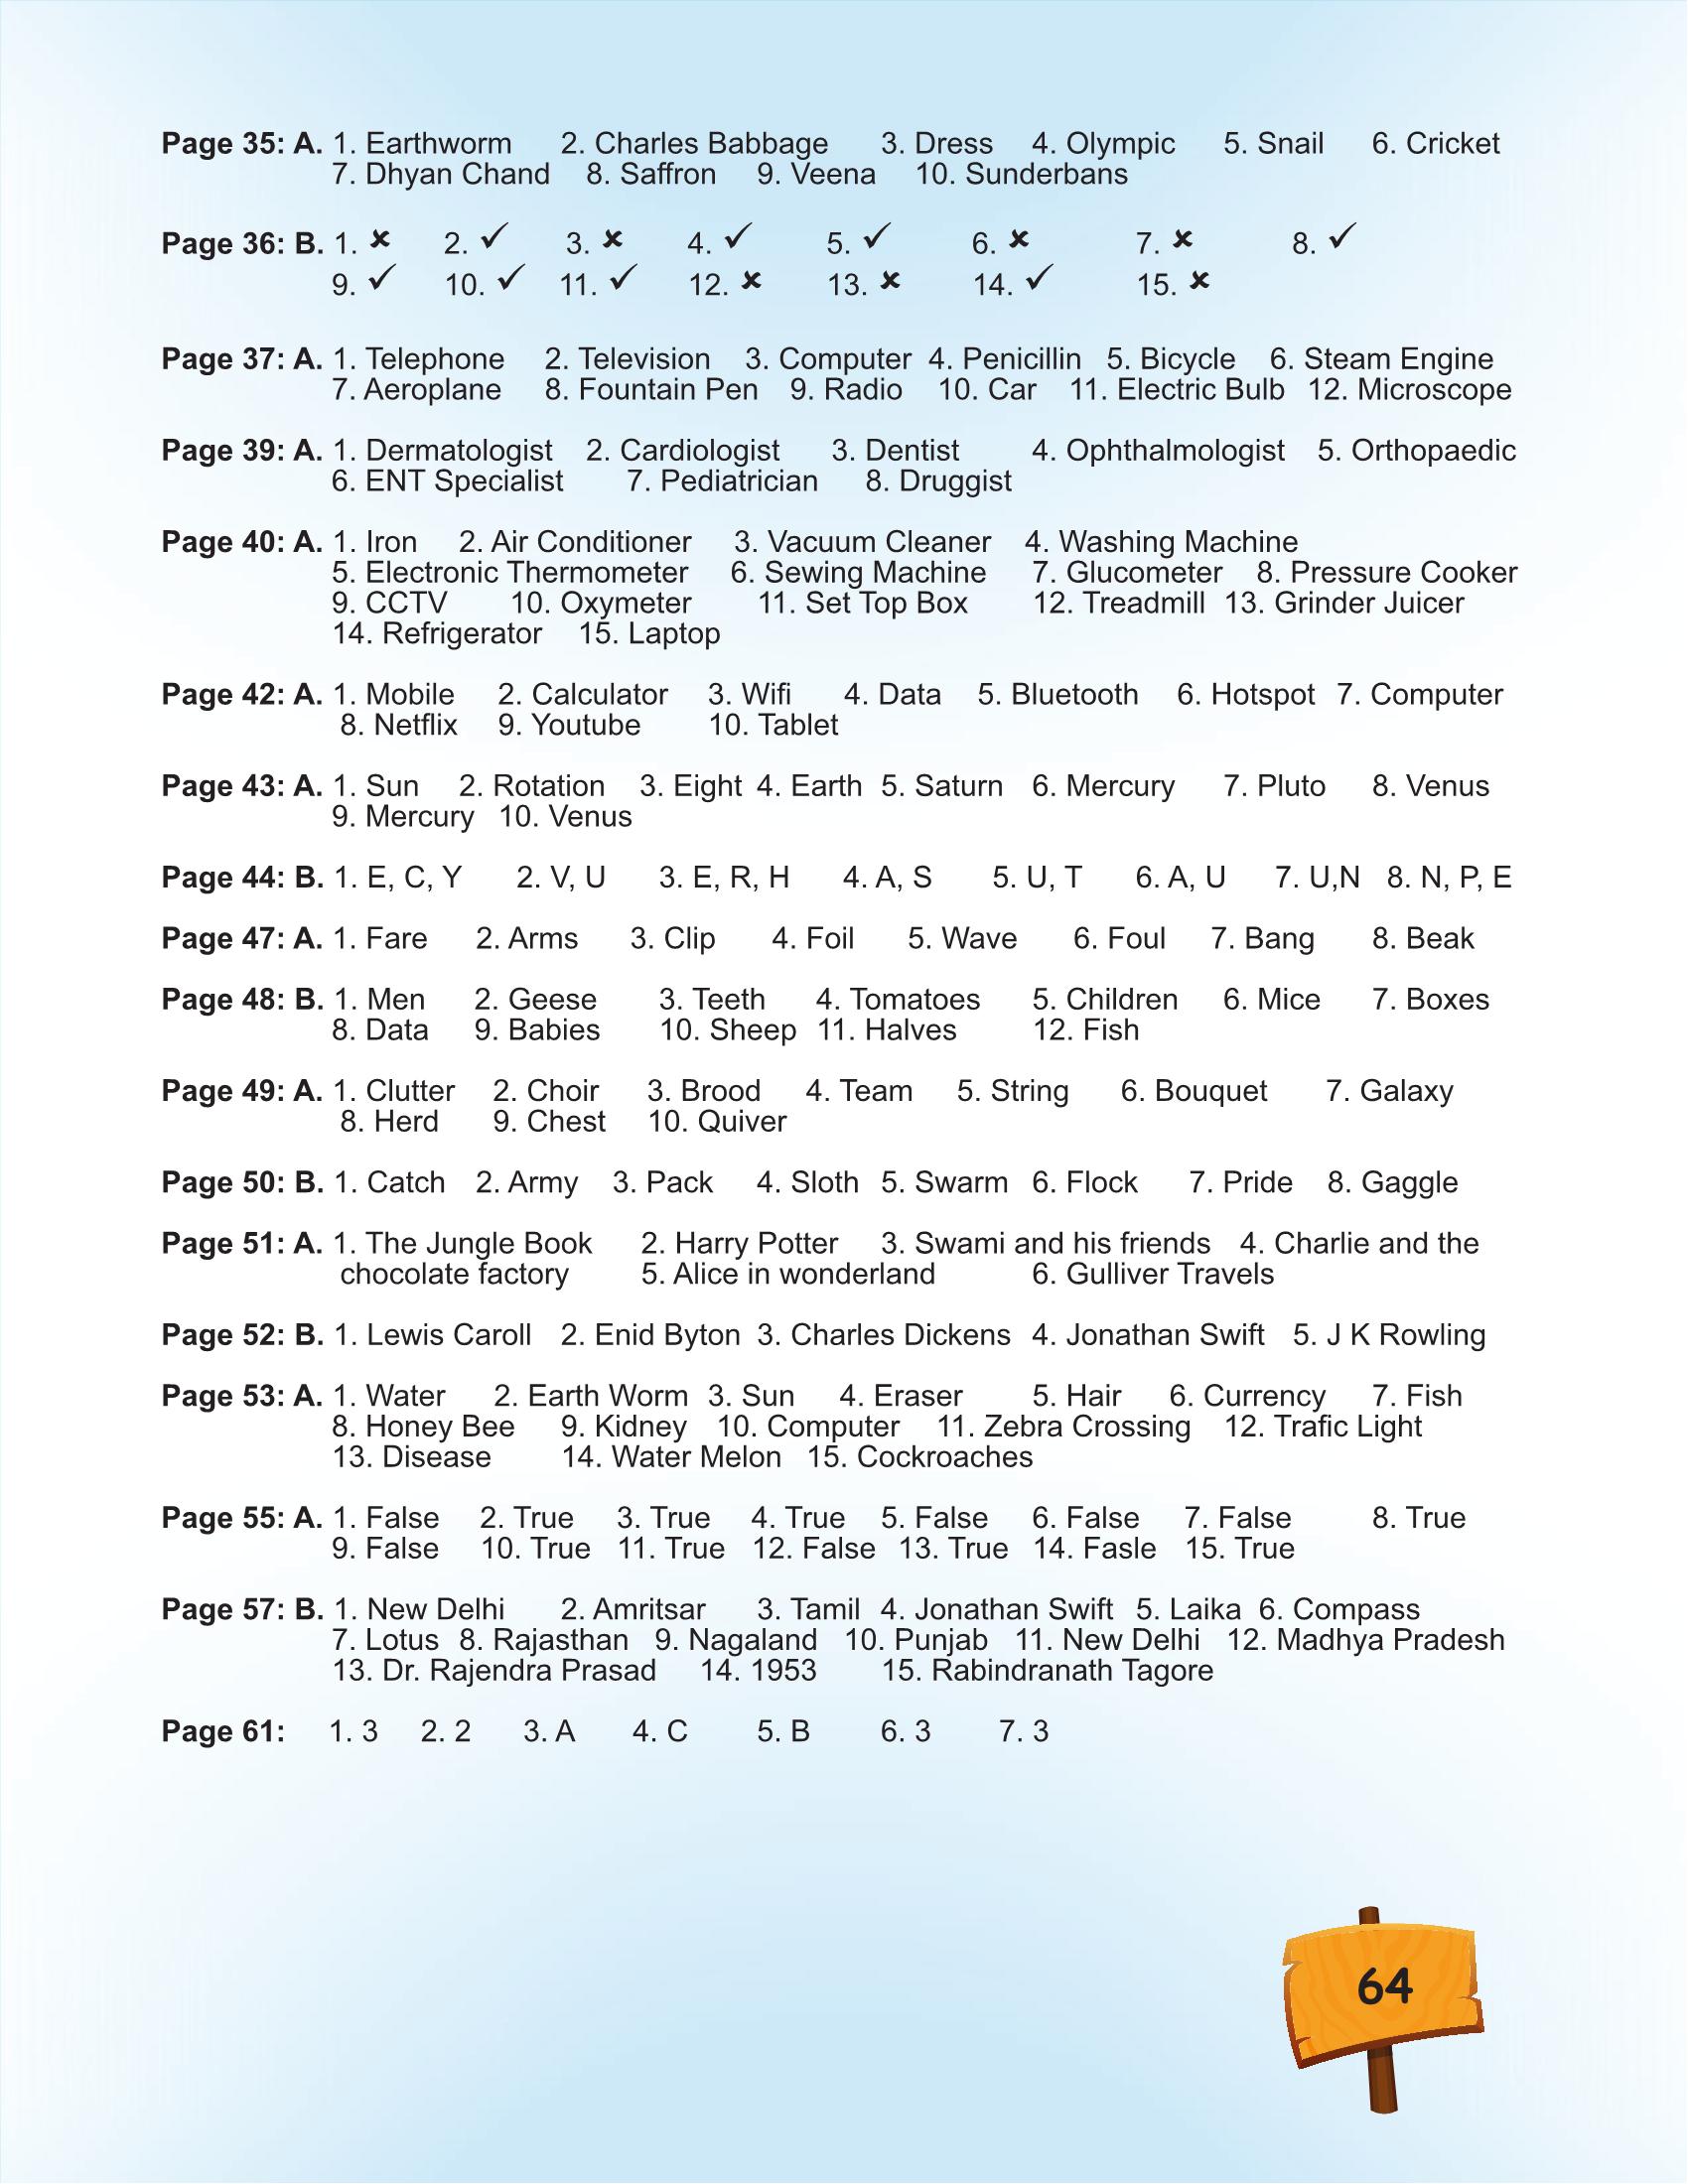 Page 35: A. 1. Earthworm 2. Charles Babbage 3. Dress 4. Olympic 5. Snail 6. Cricket
7. Dhyan Chand 8. Saffron 9. Veena 10. Sunderbans
Page 36: B. 1. ✘ 2. ✓ 3. ✘ 4. ✓ 5. ✓ 6. ✘ 7. ✘ 8. ✓
9. ✓ 10. ✓ 11. ✓ 12. ✘ 13. ✘ 14. ✓ 15. ✘
Page 37: A. 1. Telephone 2. Television 3. Computer 4. Penicillin 5. Bicycle 6. Steam Engine
7. Aeroplane 8. Fountain Pen 9. Radio 10. Car 11. Electric Bulb 12. Microscope
Page 39: A. 1. Dermatologist 2. Cardiologist 3. Dentist 4. Ophthalmologist 5. Orthopaedic
6. ENT Specialist 7. Pediatrician 8. Druggist
Page 40: A. 1. Iron 2. Air Conditioner 3. Vacuum Cleaner 4. Washing Machine
5. Electronic Thermometer 6. Sewing Machine 7. Glucometer 8. Pressure Cooker
9. CCTV 10. Oxymeter 11. Set Top Box 12. Treadmill 13. Grinder Juicer
14. Refrigerator 15. Laptop
Page 42: A. 1. Mobile 2. Calculator 3. Wifi 4. Data 5. Bluetooth 6. Hotspot 7. Computer
8. Netflix 9. Youtube 10. Tablet
Page 43: A. 1. Sun 2. Rotation 3. Eight 4. Earth 5. Saturn 6. Mercury 7. Pluto 8. Venus
9. Mercury 10. Venus
Page 44: B. 1. E, C, Y 2. V, U 3. E, R, H 4. A, S 5. U, T 6. A, U 7. U,N 8. N, P, E
Page 47: A. 1. Fare 2. Arms 3. Clip 4. Foil 5. Wave 6. Foul 7. Bang 8. Beak
Page 48: B. 1. Men 2. Geese 3. Teeth 4. Tomatoes 5. Children 6. Mice 7. Boxes
8. Data 9. Babies 10. Sheep 11. Halves 12. Fish
Page 49: A. 1. Clutter 2. Choir 3. Brood 4. Team 5. String 6. Bouquet 7. Galaxy
8. Herd 9. Chest 10. Quiver
Page 50: B. 1. Catch 2. Army 3. Pack 4. Sloth 5. Swarm 6. Flock 7. Pride 8. Gaggle
Page 51: A. 1. The Jungle Book 2. Harry Potter 3. Swami and his friends 4. Charlie and the
chocolate factory 5. Alice in wonderland 6. Gulliver Travels
Page 52: B. 1. Lewis Caroll 2. Enid Byton 3. Charles Dickens 4. Jonathan Swift 5. J K Rowling
Page 53: A. 1. Water 2. Earth Worm 3. Sun 4. Eraser 5. Hair 6. Currency 7. Fish
8. Honey Bee 9. Kidney 10. Computer 11. Zebra Crossing 12. Trafic Light
13. Disease 14. Water Melon 15. Cockroaches
Page 55: A. 1. False 2. True 3. True 4. True 5. False 6. False 7. False 8. True
9. False 10. True 11. True 12. False 13. True 14. Fasle 15. True
Page 57: B. 1. New Delhi 2. Amritsar 3. Tamil 4. Jonathan Swift 5. Laika 6. Compass
7. Lotus 8. Rajasthan 9. Nagaland 10. Punjab 11. New Delhi 12. Madhya Pradesh
13. Dr. Rajendra Prasad 14. 1953 15. Rabindranath Tagore
Page 61: 1. 3 2. 2 3. A 4. C 5. B 6. 3 7. 3
64